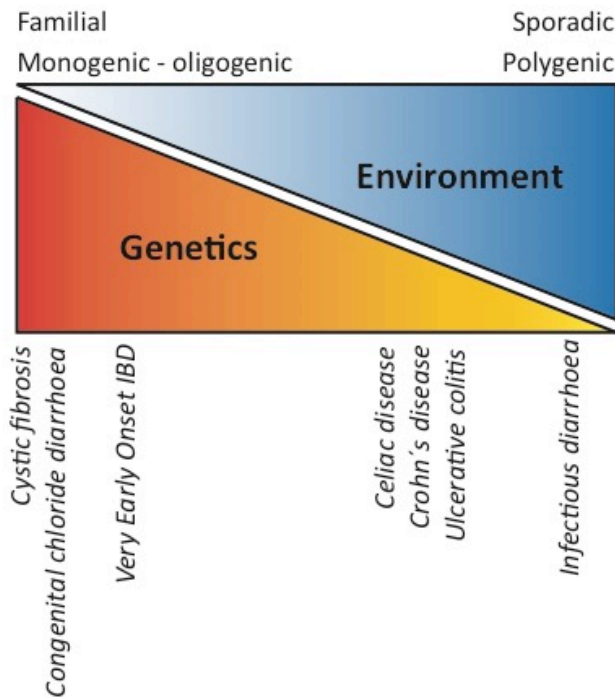 Familial
Sporadic
Monogenic - oligogenic
Polygenic
Environment
Genetics
Cystic fibrosis
Congenital chloride diarrhoea
Very Early Onset IBD
Celiac disease
Crohn´s disease
Ulcerative colitis
Infectious diarrhoea